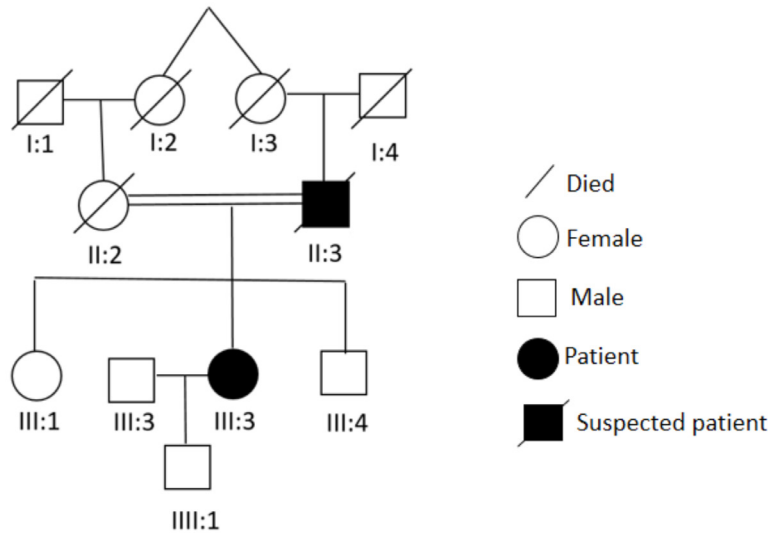 I:1
I:2
I:3
I:4
II:2
II:3
III:1
III:3
III:3
III:4
IIII:1
Died
Female
Male
Patient
Suspected patient